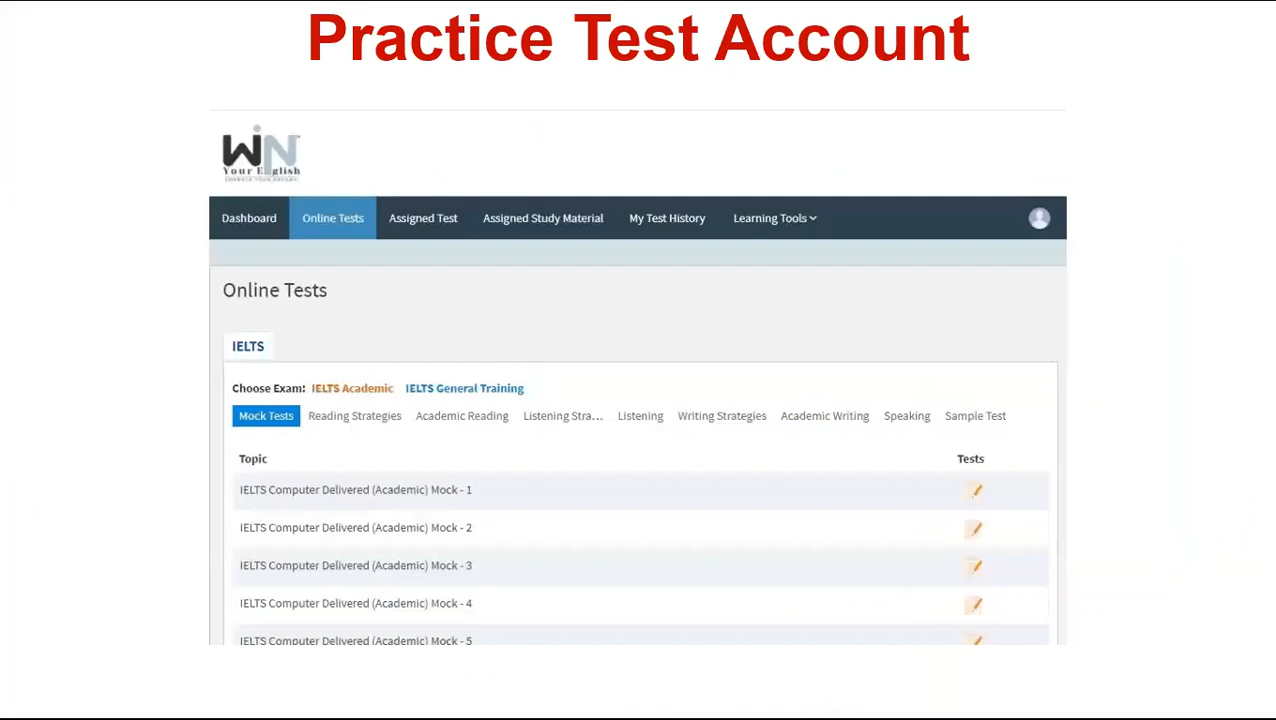 Practice Test Account
WiN
Your English
Dashboard Online Tests Assigned Test Assigned Study Material My Test History Learning Tools
Online Tests
IELTS
Choose Exam: IELTS Academic IELTS General Training
Mock Tests Reading Strategies Academic Reading Listening Stra... Listening Writing Strategies Academic Writing Speaking Sample Test
Topic Tests
IELTS Computer Delivered (Academic) Mock - 1
IELTS Computer Delivered (Academic) Mock - 2
IELTS Computer Delivered (Academic) Mock - 3
IELTS Computer Delivered (Academic) Mock - 4
IELTS Computer Delivered (Academic) Mock - 5